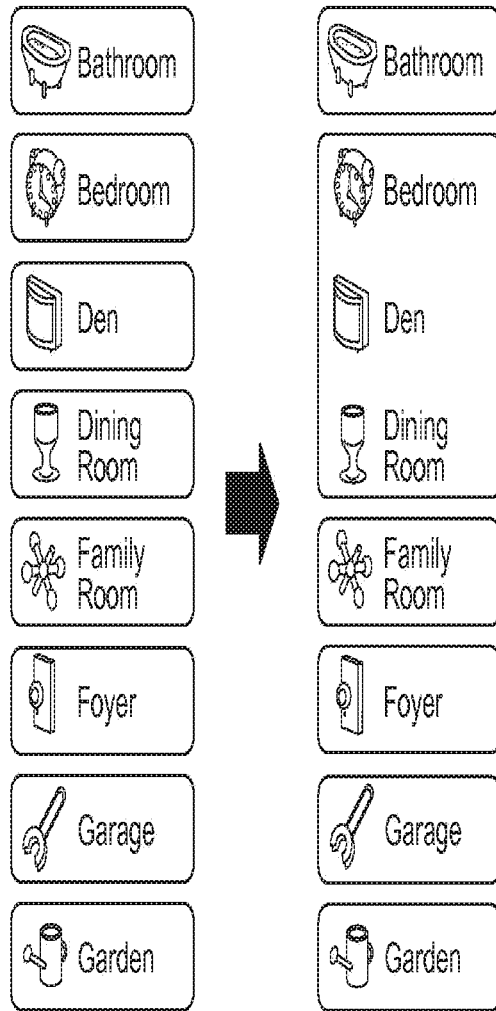 Bathroom
Bedroom
Den
Dining
Room
Family
Room
Foyer
Garage
Garden
Bathroom
Bedroom
Den
Dining
Room
Family
Room
Foyer
Garage
Garden